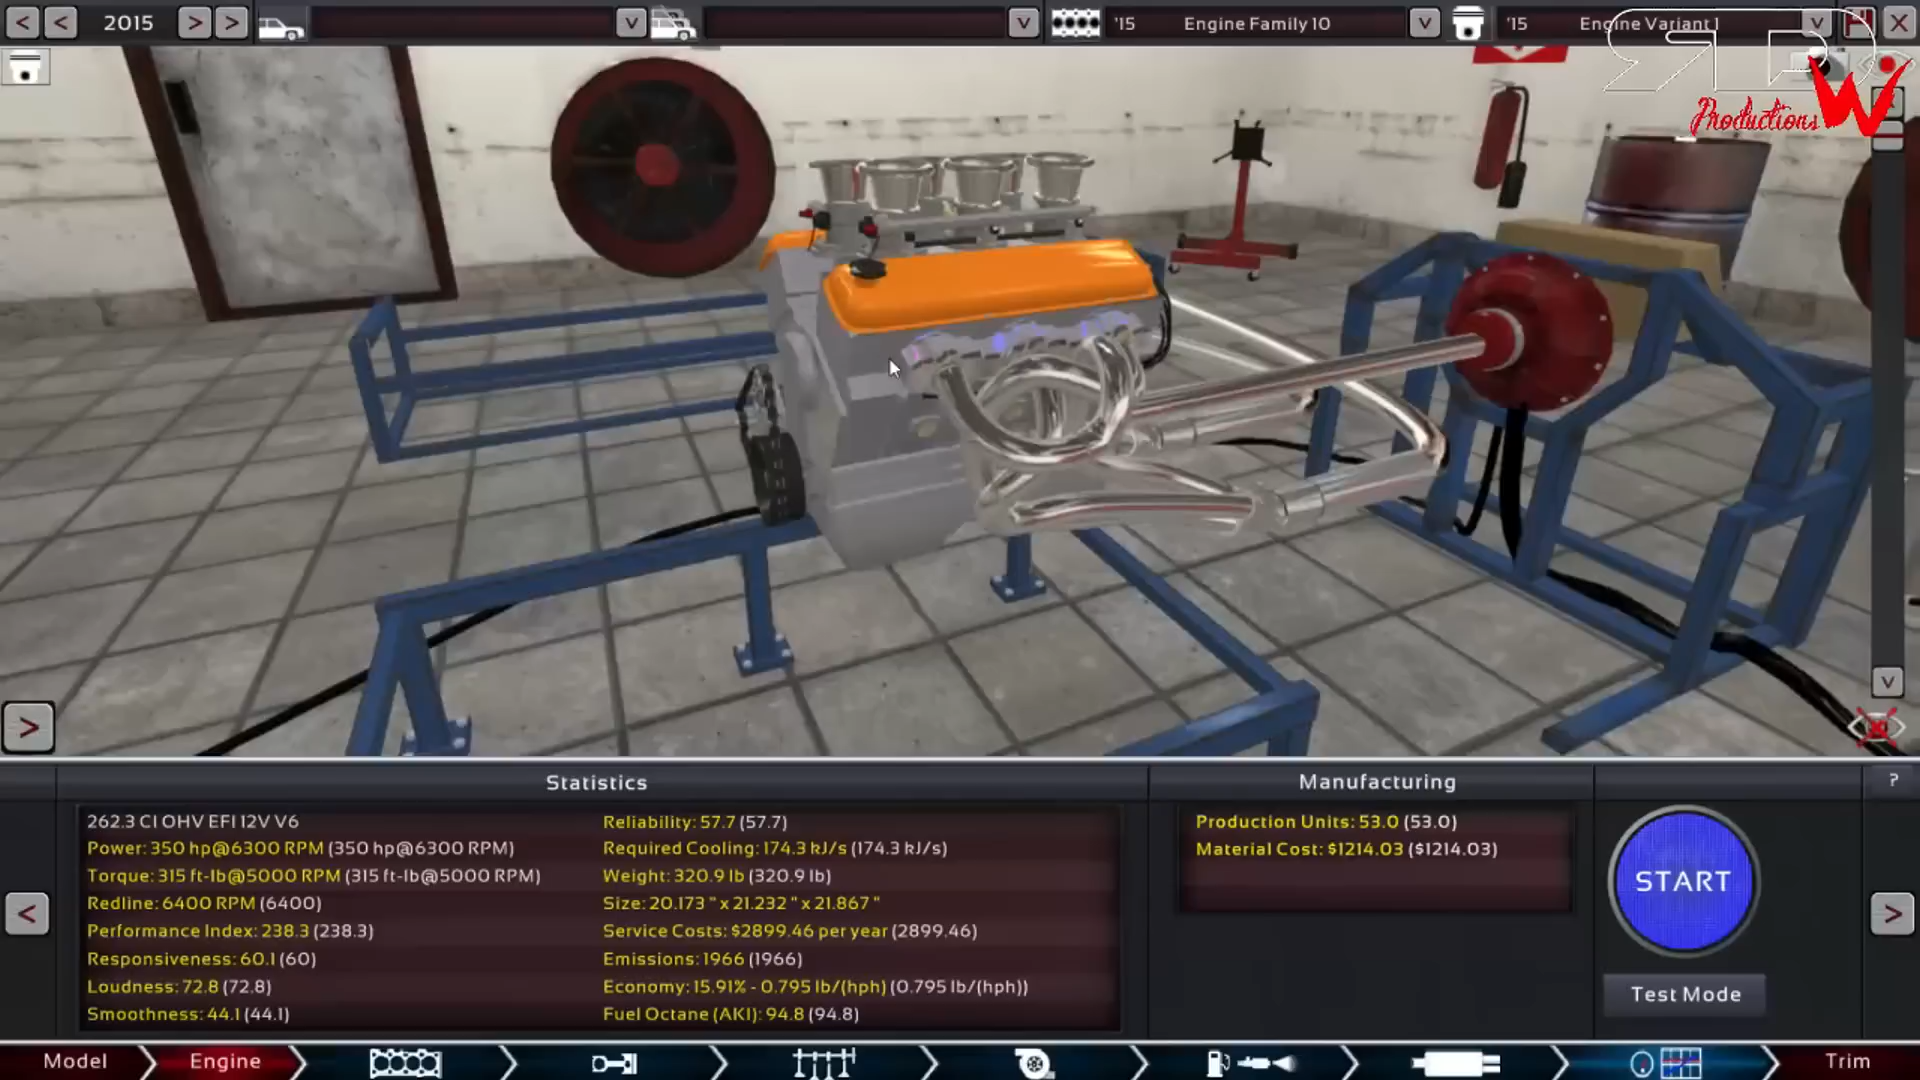 2015
'15 Engine Family 10
'15 Engine Variant 1
Productions W
Statistics
262.3 CI OHV EFI 12V V6
Power: 350 hp@6300 RPM (350 hp@6300 RPM)
Torque: 315 ft-lb@5000 RPM (315 ft-lb@5000 RPM)
Redline: 6400 RPM (6400)
Performance Index: 238.3 (238.3)
Responsiveness: 60.1 (60)
Loudness: 72.8 (72.8)
Smoothness: 44.1 (44.1)
Reliability: 57.7 (57.7)
Required Cooling: 174.3 kJ/s (174.3 kJ/s)
Weight: 320.9 lb (320.9 lb)
Size: 20.173 " x 21.232 " x 21.867 "
Service Costs: $2899.46 per year (2899.46)
Emissions: 1966 (1966)
Economy: 15.91% - 0.795 lb/(hph) (0.795 lb/(hph))
Fuel Octane (AKI): 94.8 (94.8)
Manufacturing
Production Units: 53.0 (53.0)
Material Cost: $1214.03 ($1214.03)
?
START
Test Mode
Model
Engine
Trim